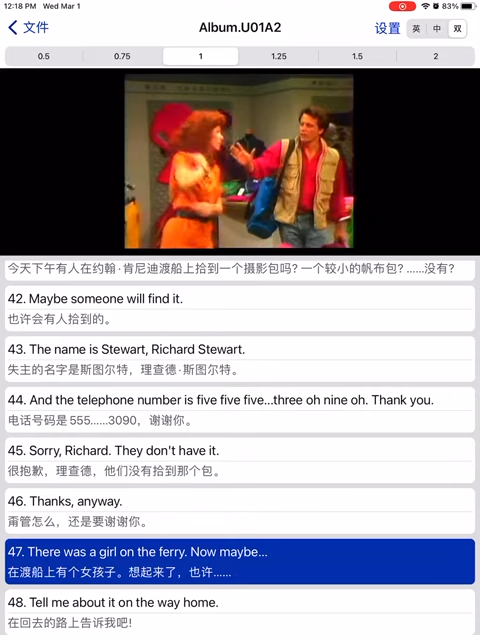 12:18 PM Wed Mar 1 83%
文件 Album.U01A2 设置 英 中 双
0.5 0.75 1 1.25 1.5 2
今天下午有人在约翰·肯尼迪渡船上拾到一个摄影包吗? 一个较小的帆布包? ……没有?
42. Maybe someone will find it.
也许会有人拾到的。
43. The name is Stewart, Richard Stewart.
失主的名字是斯图尔特，理查德·斯图尔特。
44. And the telephone number is five five five...three oh nine oh. Thank you.
电话号码是 555……3090，谢谢你。
45. Sorry, Richard. They don't have it.
很抱歉，理查德，他们没有拾到那个包。
46. Thanks, anyway.
甭管怎么，还是要谢谢你。
47. There was a girl on the ferry. Now maybe...
在渡船上有个女孩子。想起来了，也许……
48. Tell me about it on the way home.
在回去的路上告诉我吧!